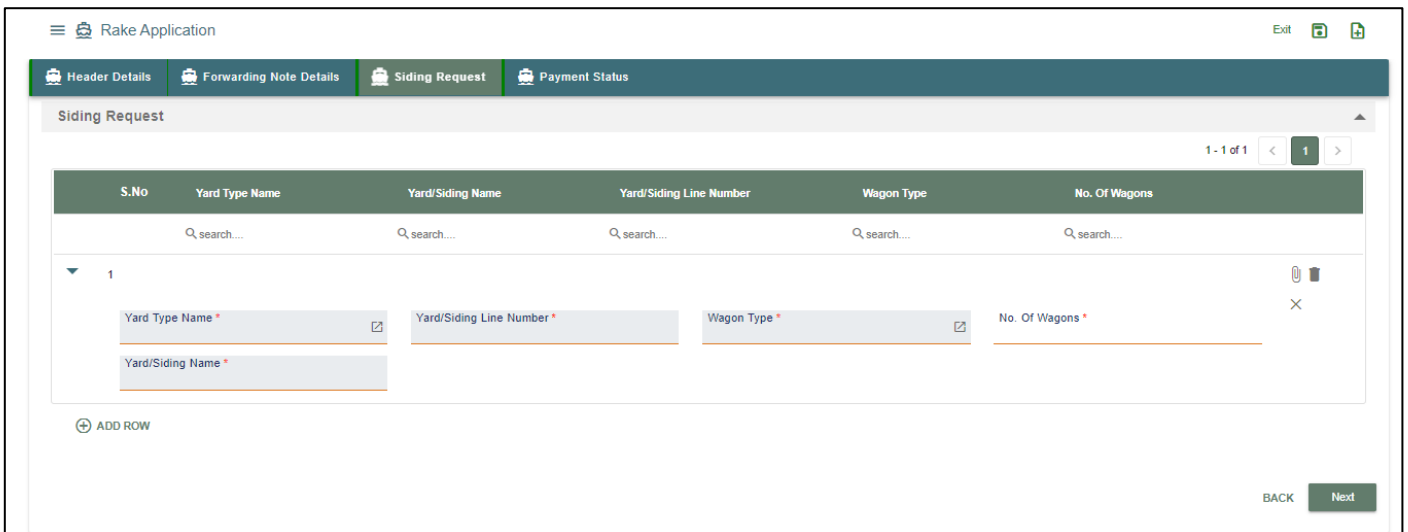 Rake Application
Exit
Header Details Forwarding Note Details Siding Request Payment Status
Siding Request
1 - 1 of 1 < 1 >
S.No Yard Type Name Yard/Siding Name Yard/Siding Line Number Wagon Type No. Of Wagons
search.... search.... search.... search.... search....
1
Yard Type Name * Yard/Siding Line Number * Wagon Type * No. Of Wagons *
Yard/Siding Name *
ADD ROW
BACK Next